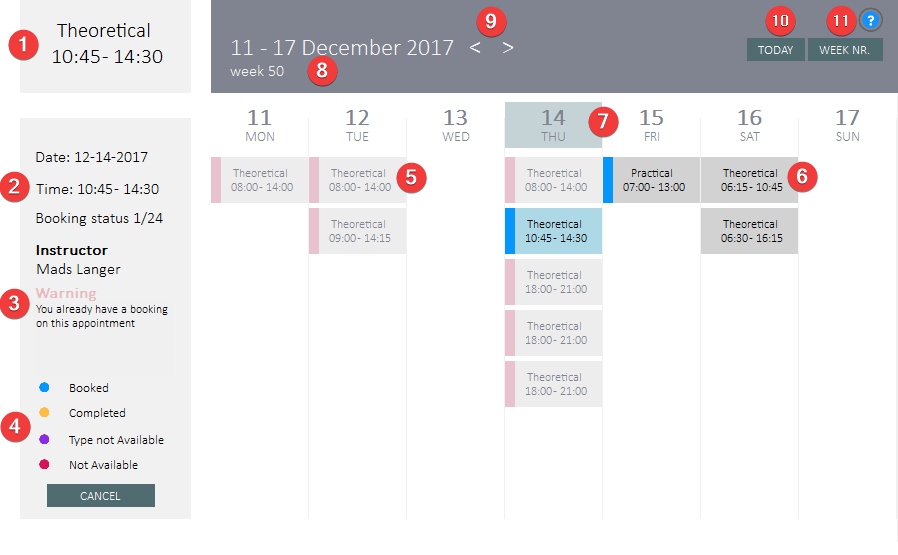 1
Theoretical
10:45- 14:30
2
Date: 12-14-2017
Time: 10:45- 14:30
Booking status 1/24
Instructor
Mads Langer
3
Warning
You already have a booking
on this appointment
4
Booked
Completed
Type not Available
Not Available
CANCEL
11 - 17 December 2017 < >
9
week 50
8
10
TODAY
11
?
WEEK NR.
11
MON
12
TUE
13
WED
14
THU
7
15
FRI
16
SAT
17
SUN
Theoretical
08:00- 14:00
Theoretical
08:00- 14:00
5
Theoretical
09:00- 14:15
Theoretical
08:00- 14:00
Theoretical
10:45- 14:30
Theoretical
18:00- 21:00
Theoretical
18:00- 21:00
Theoretical
18:00- 21:00
Practical
07:00- 13:00
Theoretical
06:15- 10:45
6
Theoretical
06:30- 16:15